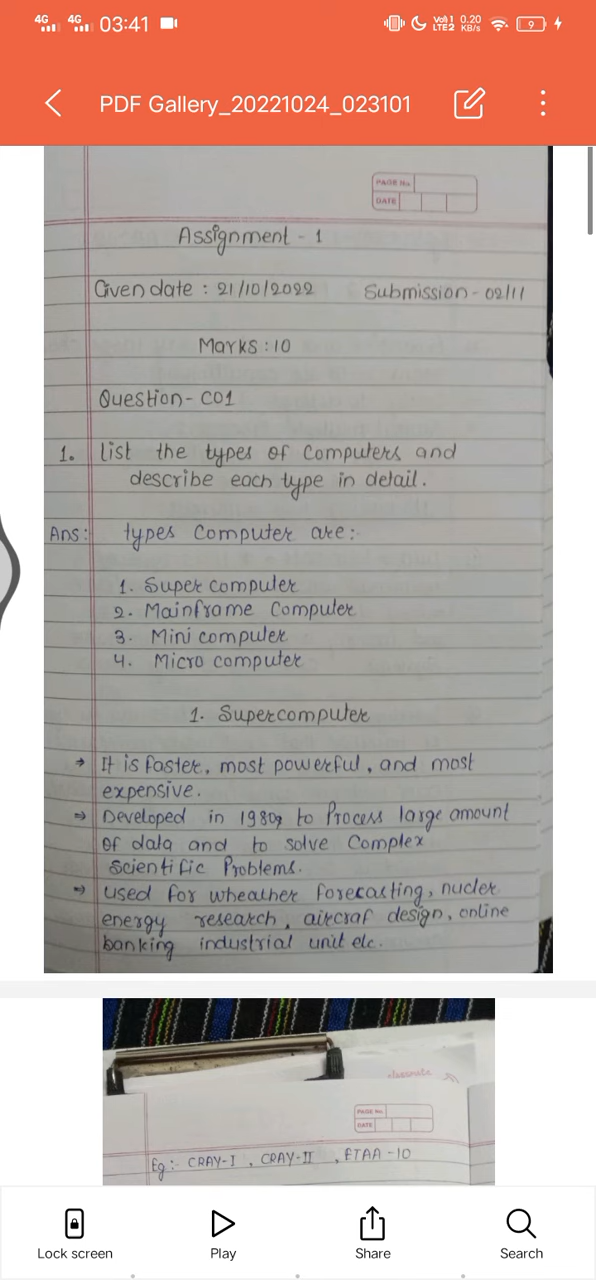 4G 4G 03:41 Vo)) 1 LTE2 0.20 KB/s 9
PDF Gallery_20221024_023101
PAGE No.
DATE
Assignment - 1
Given date : 21/10/2022 Submission - 02/11
Marks : 10
Question - CO1
1. List the types of Computers and
describe each type in detail.
Ans: types Computer are :-
1. Super computer
2. Mainframe Computer
3. Mini computer
4. Micro computer
1. Supercomputer
→ It is faster, most powerful, and most
expensive.
⇒ Developed in 1980s to Process large amount
of data and to solve Complex
Scientific Problems.
⇒ used for wheather forecasting, nucler
energy research, aircraf design, online
banking industrial unit etc.
classmate
PAGE No.
DATE
Eg : CRAY-I , CRAY-II , ETAA -10
Lock screen
Play
Share
Search